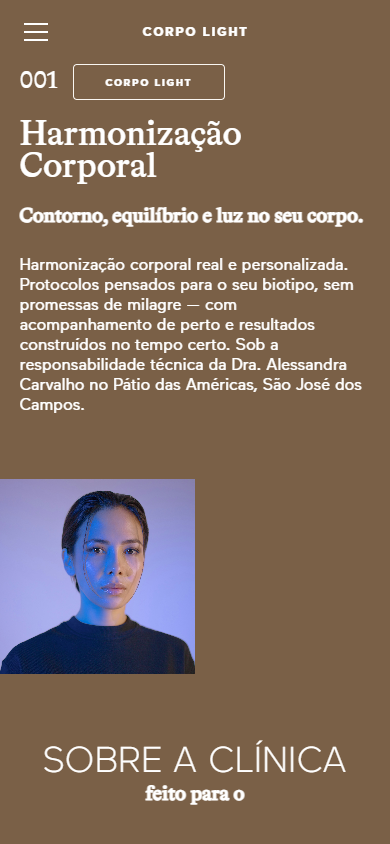 CORPO LIGHT
001
CORPO LIGHT
Harmonização
Corporal
Contorno, equilíbrio e luz no seu corpo.
Harmonização corporal real e personalizada.
Protocolos pensados para o seu biotipo, sem
promessas de milagre — com
acompanhamento de perto e resultados
construídos no tempo certo. Sob a
responsabilidade técnica da Dra. Alessandra
Carvalho no Pátio das Américas, São José dos
Campos.
SOBRE A CLÍNICA
feito para o